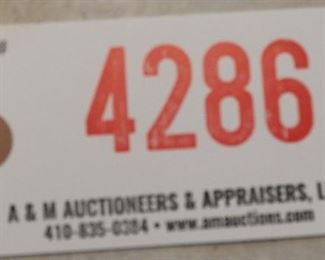 4286
A & M AUCTIONEERS & APPRAISERS, L
410-835-0384 • www.amauctions.com